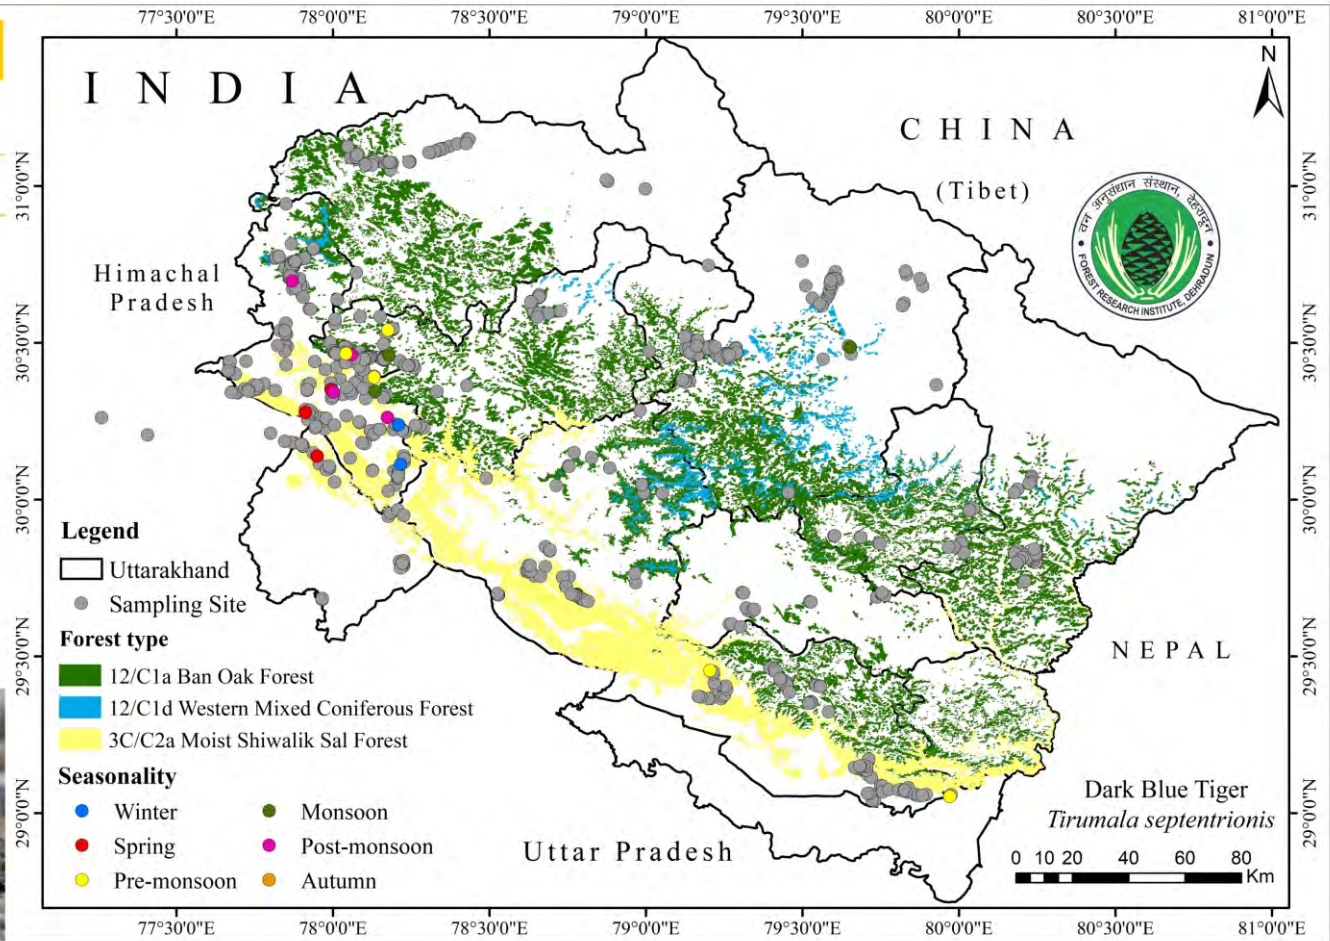 77°30'0"E 78°0'0"E 78°30'0"E 79°0'0"E 79°30'0"E 80°0'0"E 80°30'0"E 81°0'0"E
INDIA
N
CHINA
(Tibet)
वन अनुसंधान संस्थान, देहरादून
FOREST RESEARCH INSTITUTE, DEHRADUN
Himachal
Pradesh
31°0'0"N 31°0'0"N
30°30'0"N 30°30'0"N
30°0'0"N 30°0'0"N
29°30'0"N 29°30'0"N
29°0'0"N 29°0'0"N
Legend
Uttarakhand
Sampling Site
Forest type
12/C1a Ban Oak Forest
12/C1d Western Mixed Coniferous Forest
3C/C2a Moist Shiwalik Sal Forest
Seasonality
Winter
Spring
Pre-monsoon
Monsoon
Post-monsoon
Autumn
NEPAL
Uttar Pradesh
Dark Blue Tiger
Tirumala septentrionis
0 10 20 40 60 80
Km
77°30'0"E 78°0'0"E 78°30'0"E 79°0'0"E 79°30'0"E 80°0'0"E 80°30'0"E 81°0'0"E